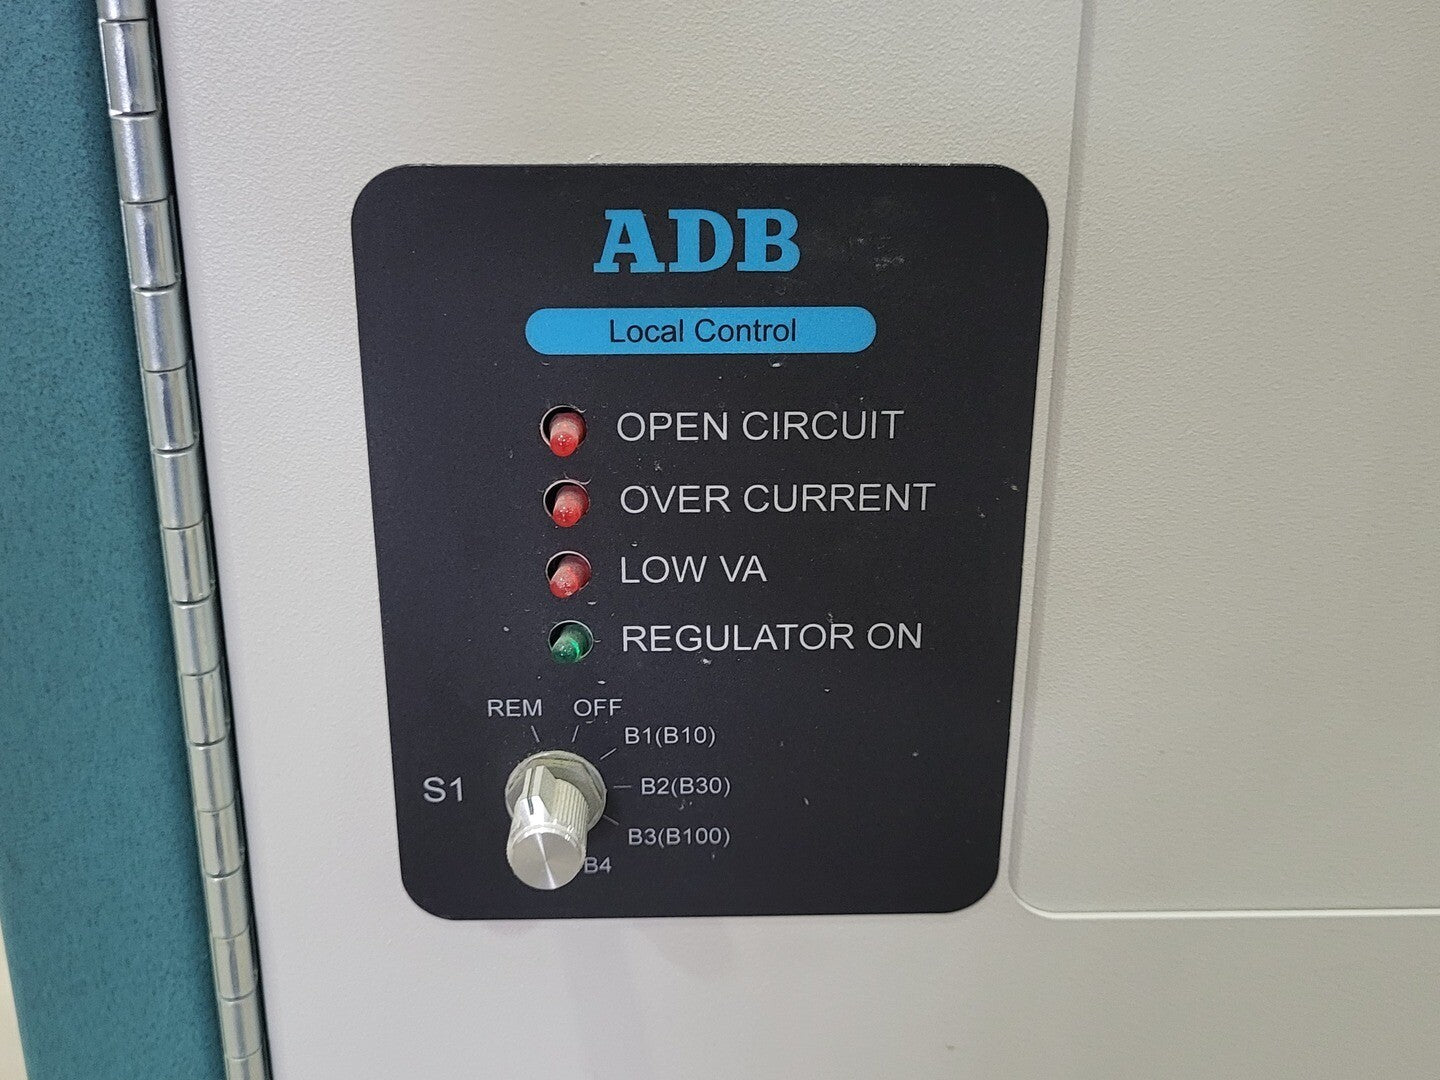 ADB
Local Control
OPEN CIRCUIT
OVER CURRENT
LOW VA
REGULATOR ON
REM OFF
B1(B10)
S1 B2(B30)
B3(B100)
B4